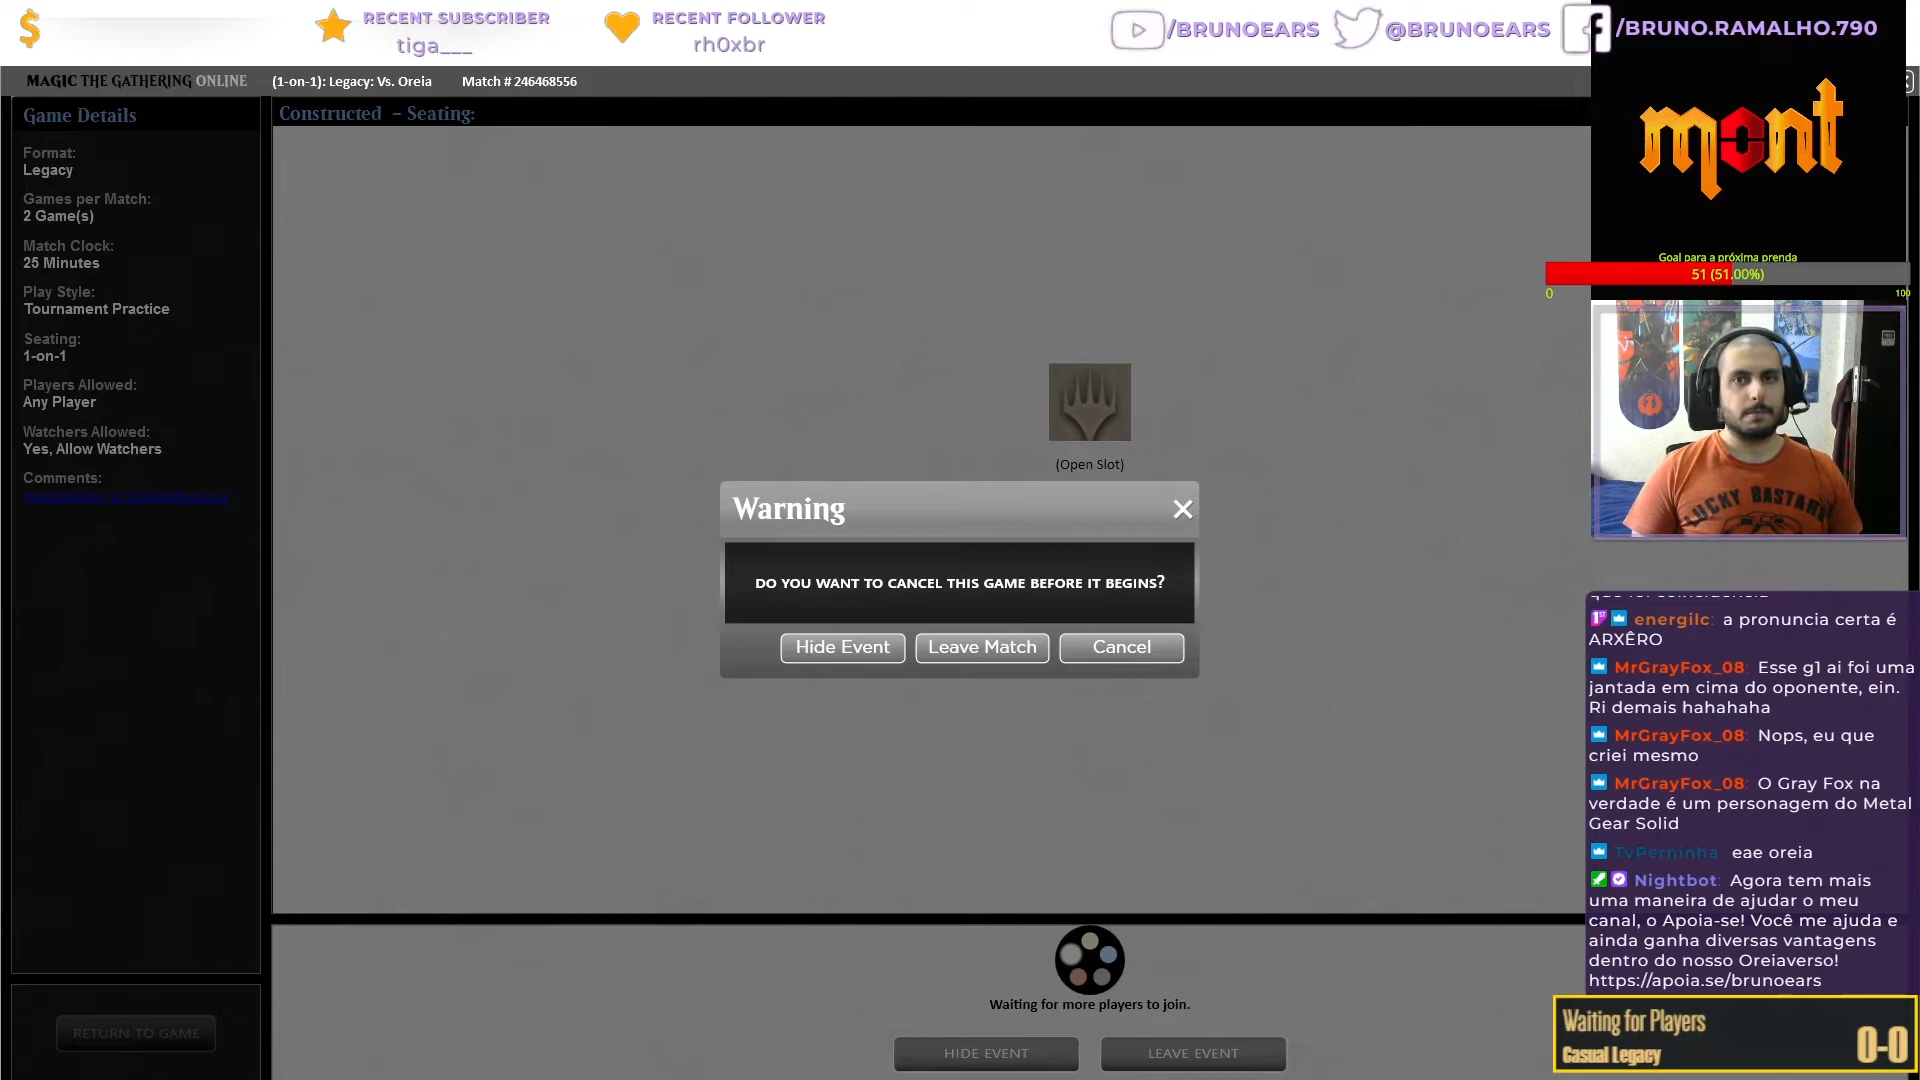 RECENT SUBSCRIBER
tiga___
RECENT FOLLOWER
rh0xbr
/BRUNOEARS
@BRUNOEARS
/BRUNO.RAMALHO.790
MAGIC THE GATHERING ONLINE
(1-on-1): Legacy: Vs. Oreia
Match # 246468556
Game Details
Format:
Legacy
Games per Match:
2 Game(s)
Match Clock:
25 Minutes
Play Style:
Tournament Practice
Seating:
1-on-1
Players Allowed:
Any Player
Watchers Allowed:
Yes, Allow Watchers
Comments:
RETURN TO GAME
Constructed - Seating:
(Open Slot)
Warning
DO YOU WANT TO CANCEL THIS GAME BEFORE IT BEGINS?
Hide Event
Leave Match
Cancel
Waiting for more players to join.
HIDE EVENT
LEAVE EVENT
mont
Goal para a próxima prenda
51 (51.00%)
0
100
LUCKY BASTARD
energilc: a pronuncia certa é
ARXÊRO
MrGrayFox_08: Esse g1 ai foi uma
jantada em cima do oponente, ein.
Ri demais hahahaha
MrGrayFox_08: Nops, eu que
criei mesmo
MrGrayFox_08: O Gray Fox na
verdade é um personagem do Metal
Gear Solid
TvPerninha: eae oreia
Nightbot: Agora tem mais
uma maneira de ajudar o meu
canal, o Apoia-se! Você me ajuda e
ainda ganha diversas vantagens
dentro do nosso Oreiaverso!
https://apoia.se/brunoears
Waiting for Players
Casual Legacy
0-0